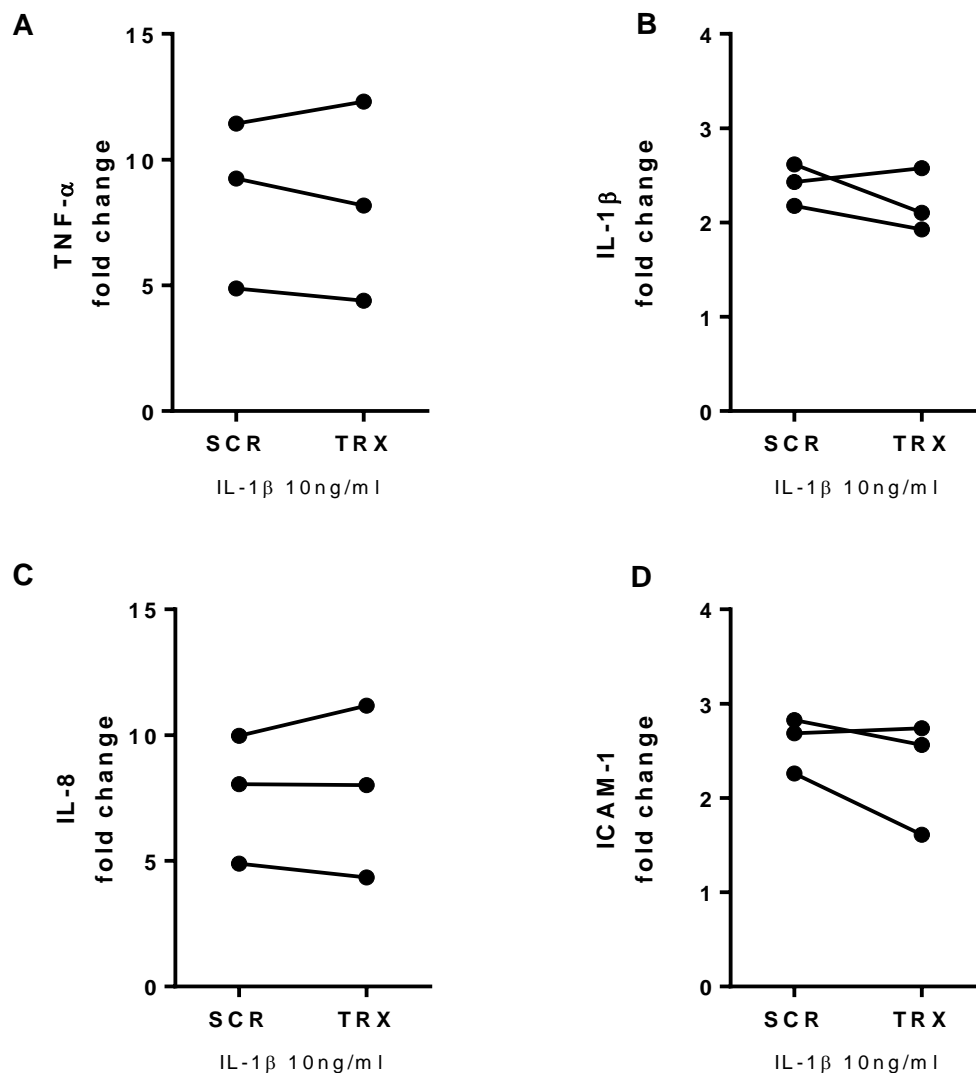 A
TNF-α
fold change
15
10
5
0
SCR TRX
IL-1β 10ng/ml
B
IL-1β
fold change
4
3
2
1
0
SCR TRX
IL-1β 10ng/ml
C
IL-8
fold change
15
10
5
0
SCR TRX
IL-1β 10ng/ml
D
ICAM-1
fold change
4
3
2
1
0
SCR TRX
IL-1β 10ng/ml